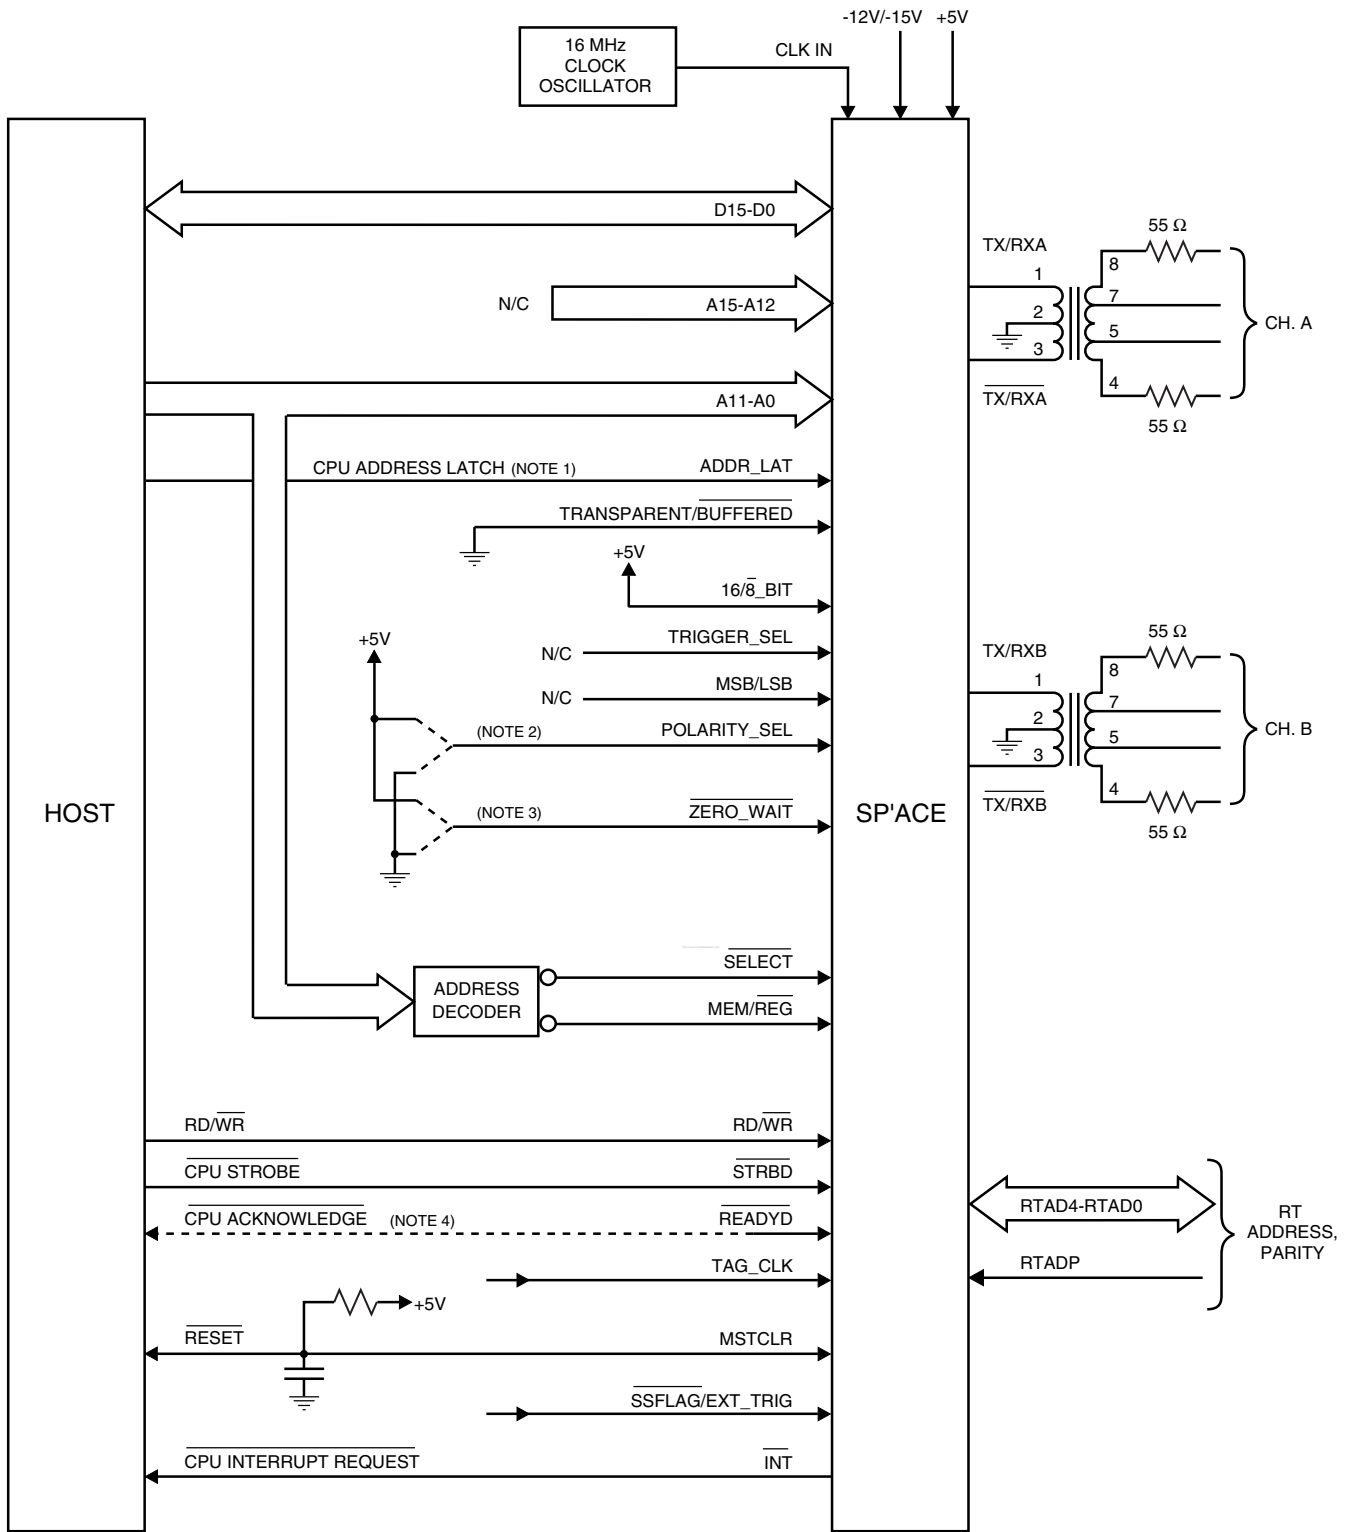 -12V/-15V +5V
16 MHz
CLOCK
OSCILLATOR
CLK IN
D15-D0
N/C
A15-A12
A11-A0
CPU ADDRESS LATCH (NOTE 1)
ADDR_LAT
TRANSPARENT/BUFFERED
+5V
16/8_BIT
+5V
N/C
TRIGGER_SEL
N/C
MSB/LSB
(NOTE 2)
POLARITY_SEL
(NOTE 3)
ZERO_WAIT
HOST
SP'ACE
SELECT
ADDRESS
DECODER
MEM/REG
RD/WR
RD/WR
CPU STROBE
STRBD
CPU ACKNOWLEDGE (NOTE 4)
READYD
TAG_CLK
+5V
RESET
MSTCLR
SSFLAG/EXT_TRIG
CPU INTERRUPT REQUEST
INT
TX/RXA
1
2
3
TX/RXA
55 Ω
8
7
5
4
55 Ω
CH. A
TX/RXB
1
2
3
TX/RXB
55 Ω
8
7
5
4
55 Ω
CH. B
RTAD4-RTAD0
RTADP
RT
ADDRESS,
PARITY